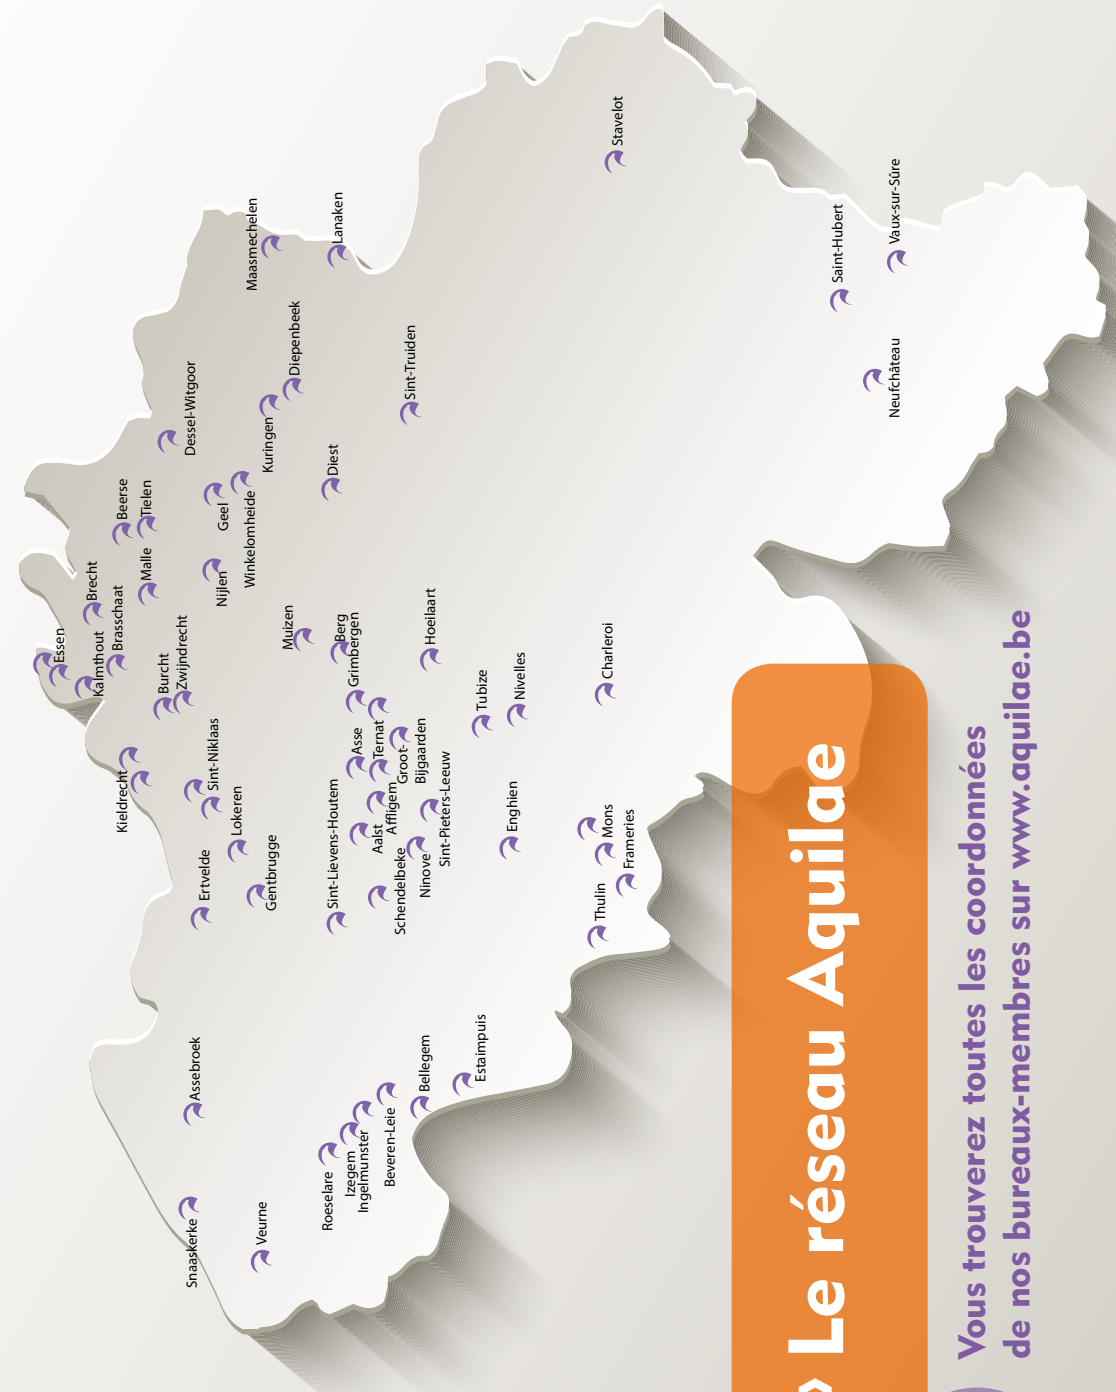 Essen
Kalmthout
Brecht
Brasschaat
Beerse
Tielen
Malle
Kieldrecht
Burcht
Zwijndrecht
Dessel-Witgoor
Geel
Nijlen
Winkelomheide
Sint-Niklaas
Lokeren
Ertvelde
Gentbrugge
Assebroek
Snaaskerke
Veurne
Maasmechelen
Lanaken
Diepenbeek
Kuringen
Diest
Sint-Truiden
Muizen
Berg
Grimbergen
Hoeilaart
Asse
Ternat
Groot-
Bijgaarden
Sint-Lievens-Houtem
Aalst
Affligem
Schendelbeke
Ninove
Sint-Pieters-Leeuw
Roeselare
Izegem
Ingelmunster
Beveren-Leie
Bellegem
Estaimpuis
Tubize
Nivelles
Enghien
Charleroi
Mons
Frameries
Thulin
Stavelot
Saint-Hubert
Vaux-sur-Sûre
Neufchâteau
› Le réseau Aquilae
Vous trouverez toutes les coordonnées
de nos bureaux-membres sur www.aquilae.be